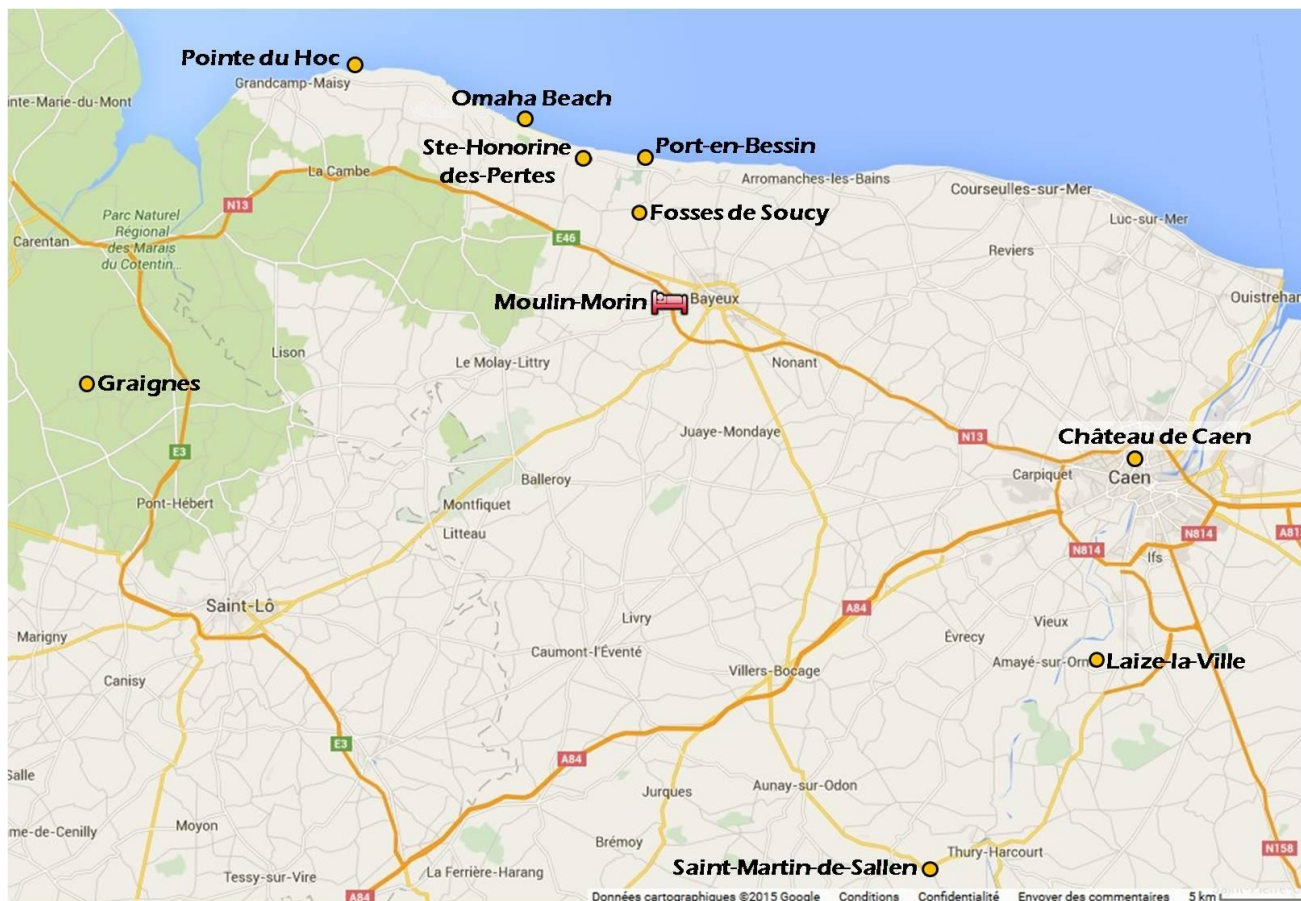 Pointe du Hoc
Grandcamp-Maisy
nte-Marie-du-Mont
Omaha Beach
Ste-Honorine
des-Pertes
Port-en-Bessin
La Cambe
Arromanches-les-Bains
Courseulles-sur-Mer
N13
Parc Naturel
Régional
des Marais
du Cotentin...
Carentan
Fosses de Soucy
Luc-sur-Mer
E46
Reviers
Moulin-Morin
Bayeux
Ouistreha
Lison
Le Molay-Littry
Nonant
Graignes
Juaye-Mondaye
N13
Château de Caen
E3
Carpiquet
Caen
Balleroy
Pont-Hébert
Montfiquet
Litteau
N814
A81
N814
Ifs
Saint-Lô
A84
Livry
Vieux
Marigny
Évrecy
Caumont-l'Éventé
Amayé-sur-Orn
Laize-la-Ville
Canisy
Villers-Bocage
E3
A84
Salle
Aunay-sur-Odon
Jurques
me-de-Cenilly
Moyon
Brémoy
Thury-Harcourt
N158
Saint-Martin-de-Sallen
Tessy-sur-Vire
La Ferrière-Harang
A84
Données cartographiques ©2015 Google Conditions Confidentialité Envoyer des commentaires 5 km